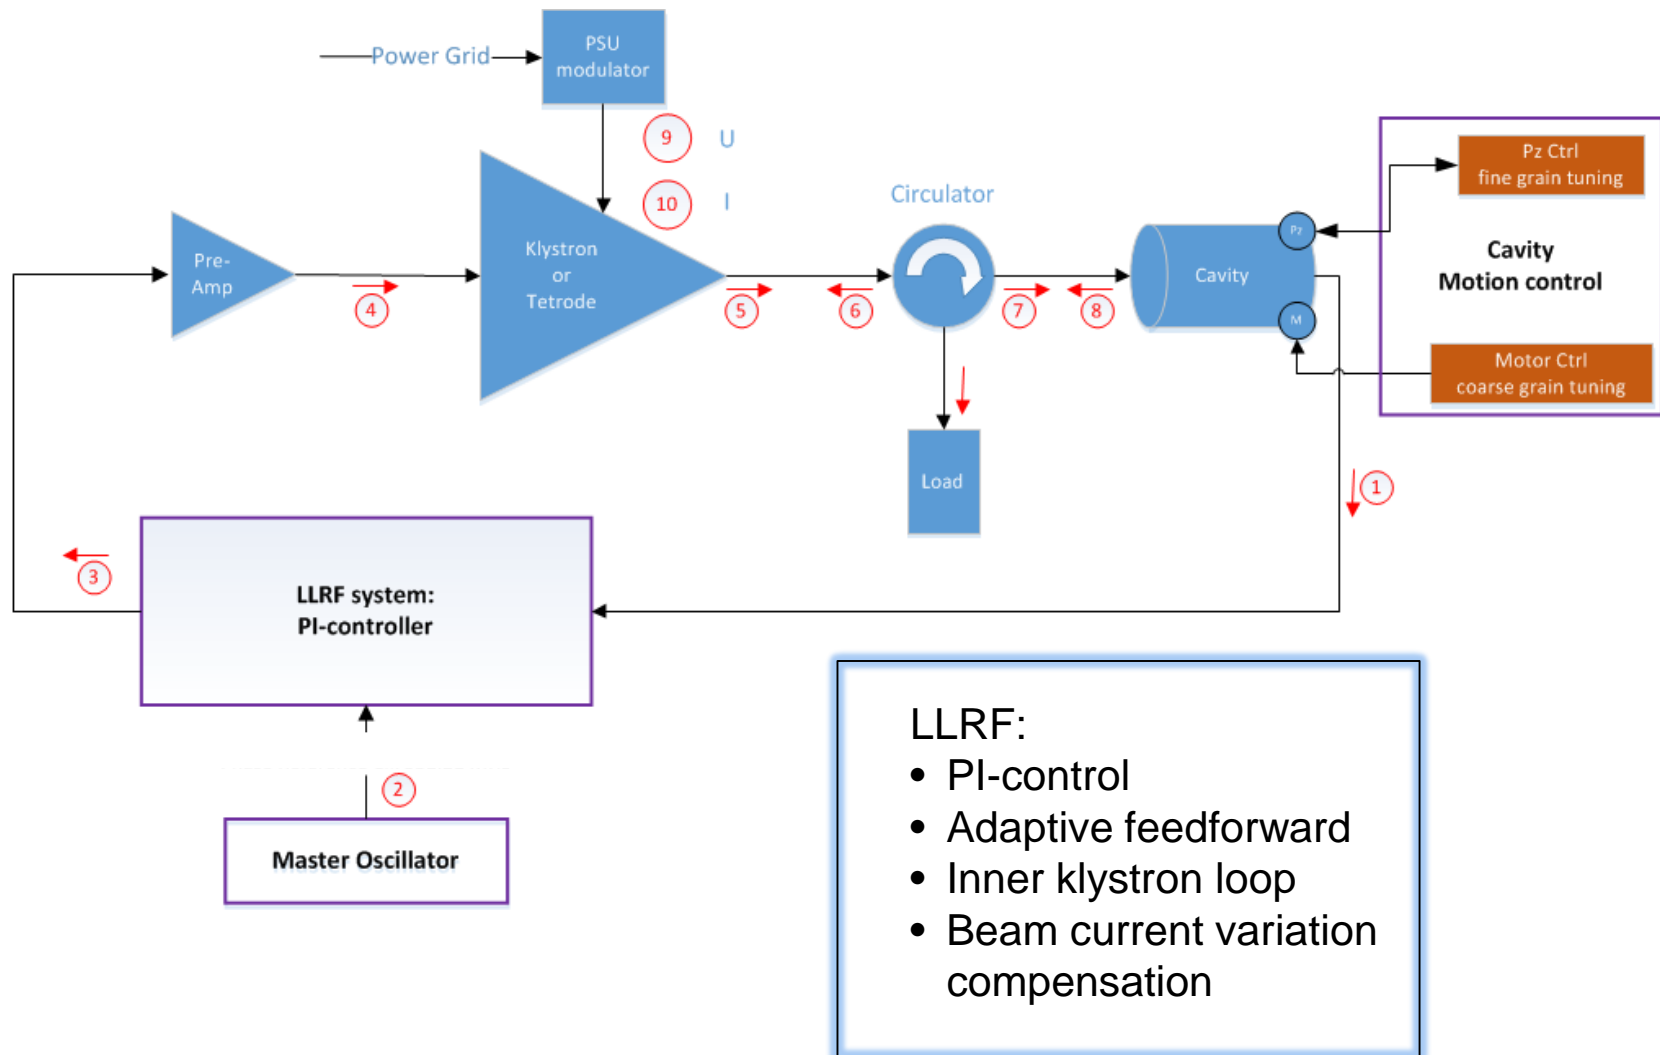 Power Grid
PSU
modulator
9 U
10 I
Pre-
Amp
4
Klystron
or
Tetrode
5
6
Circulator
7
8
Cavity
Pz
M
Pz Ctrl
fine grain tuning
Cavity
Motion control
Motor Ctrl
coarse grain tuning
Load
1
3
LLRF system:
PI-controller
2
Master Oscillator
LLRF:
• PI-control
• Adaptive feedforward
• Inner klystron loop
• Beam current variation
compensation